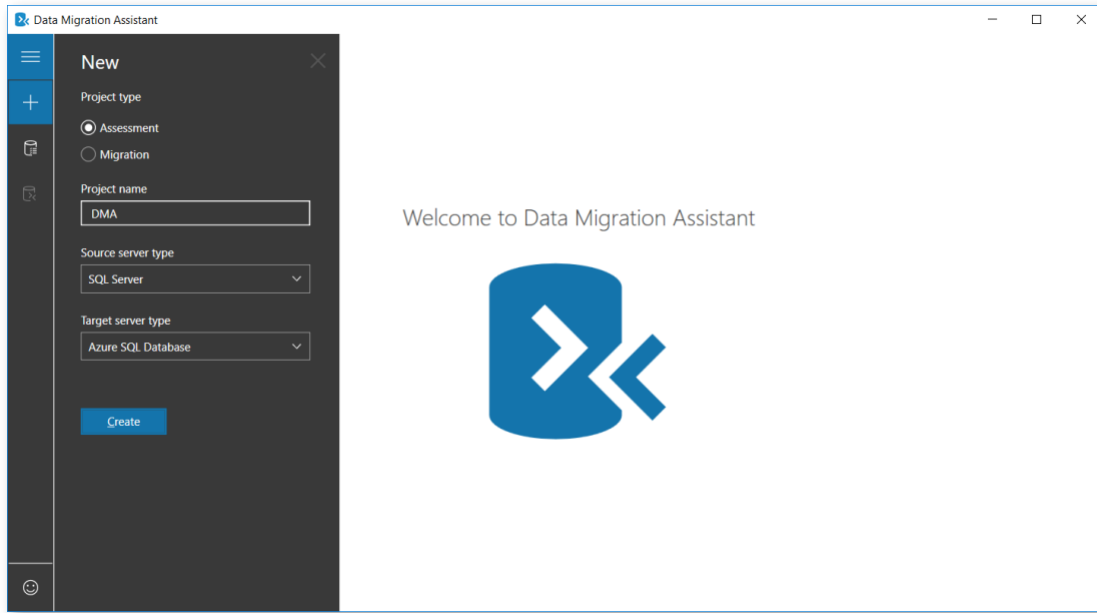 Data Migration Assistant
New
Project type
Assessment
Migration
Project name
DMA
Source server type
SQL Server
Target server type
Azure SQL Database
Create
Welcome to Data Migration Assistant